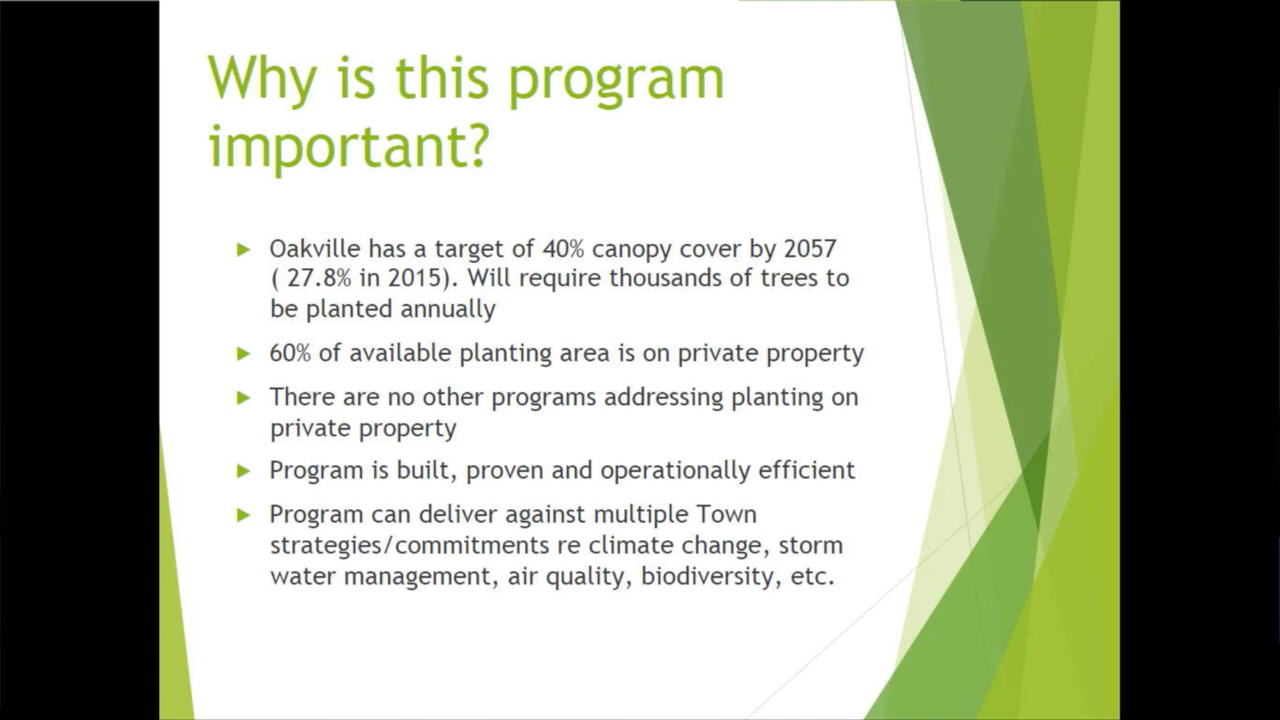 Why is this program
important?
Oakville has a target of 40% canopy cover by 2057
( 27.8% in 2015). Will require thousands of trees to
be planted annually
60% of available planting area is on private property
There are no other programs addressing planting on
private property
Program is built, proven and operationally efficient
Program can deliver against multiple Town
strategies/commitments re climate change, storm
water management, air quality, biodiversity, etc.